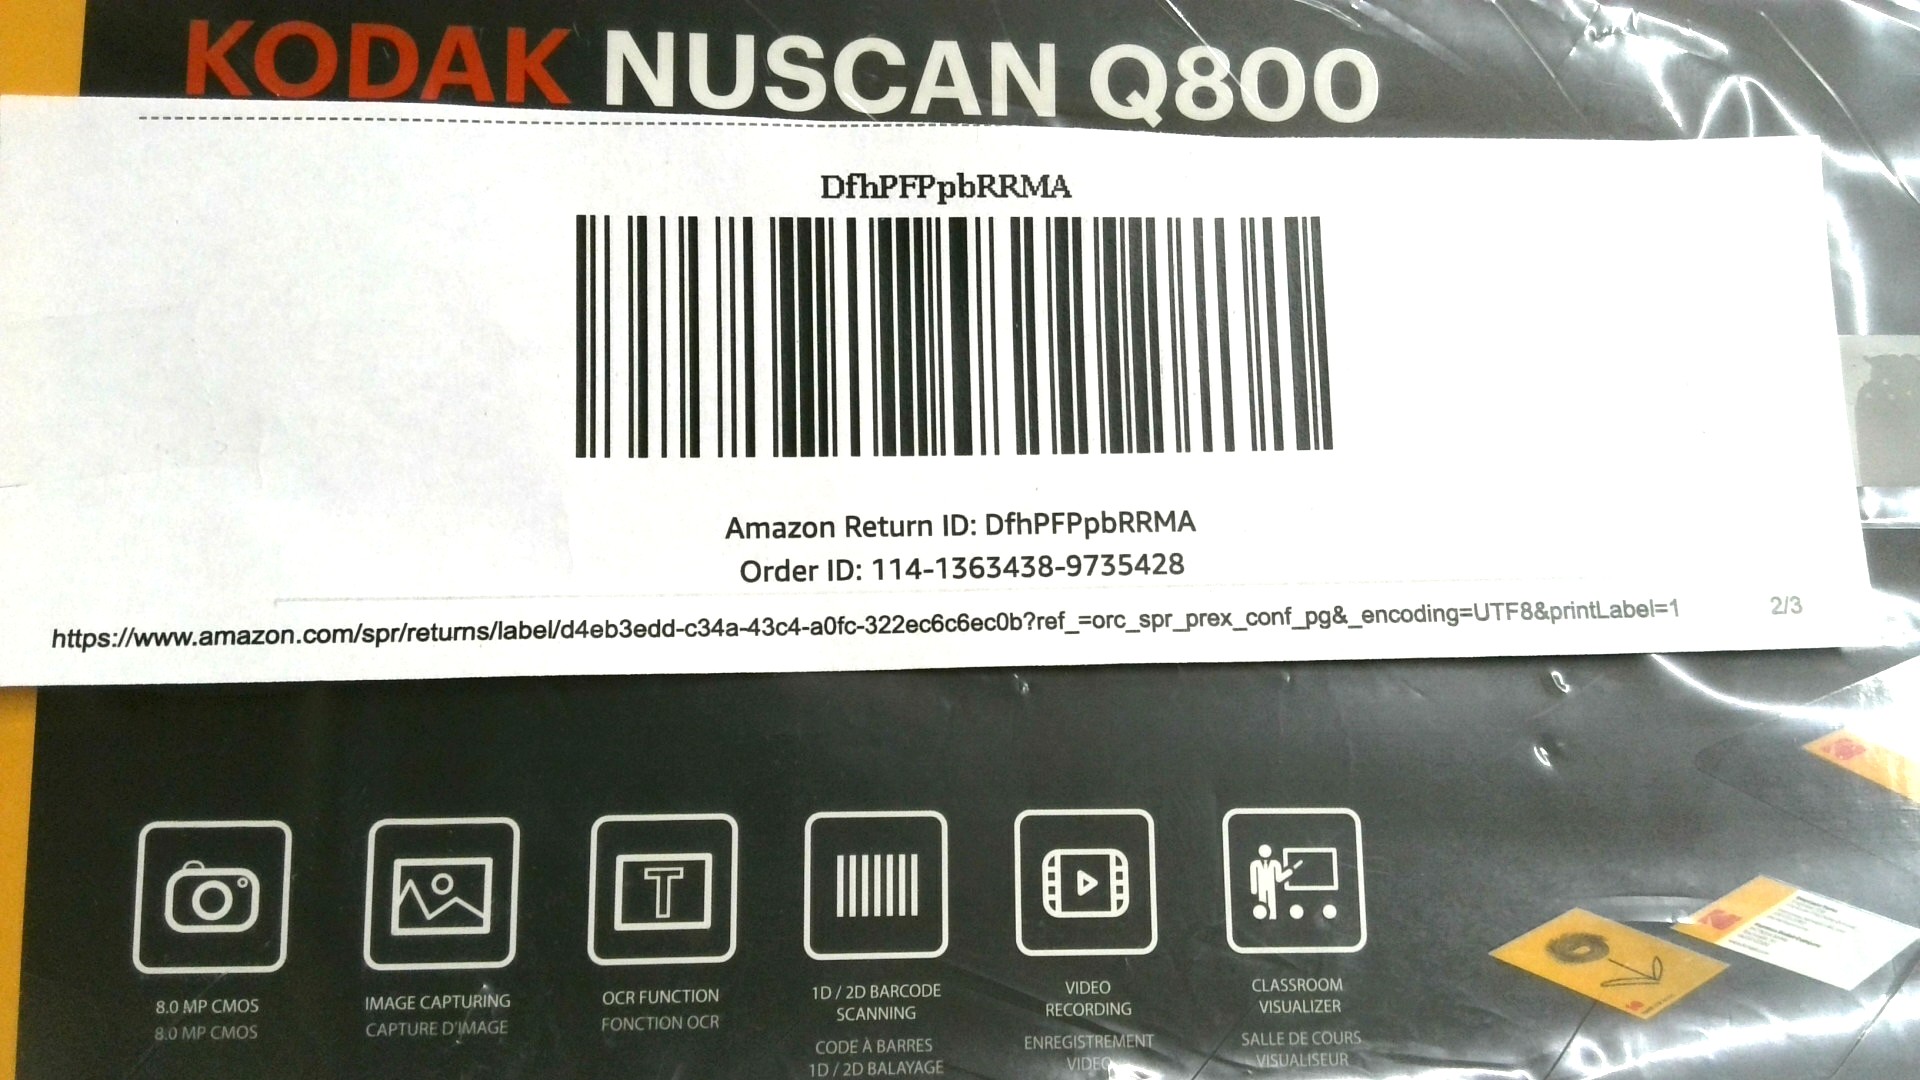 KODAK NUSCAN Q800
DfhPFPpbRRMA
Amazon Return ID: DfhPFPpbRRMA
Order ID: 114-1363438-9735428
https://www.amazon.com/spr/returns/label/d4eb3edd-c34a-43c4-a0fc-322ec6c6ec0b?ref_=orc_spr_prex_conf_pg&_encoding=UTF8&printLabel=1 2/3
8.0 MP CMOS
8.0 MP CMOS
IMAGE CAPTURING
CAPTURE D'IMAGE
OCR FUNCTION
FONCTION OCR
1D / 2D BARCODE
SCANNING
CODE À BARRES
1D / 2D BALAYAGE
VIDEO
RECORDING
ENREGISTREMENT
VIDEO
CLASSROOM
VISUALIZER
SALLE DE COURS
VISUALISEUR